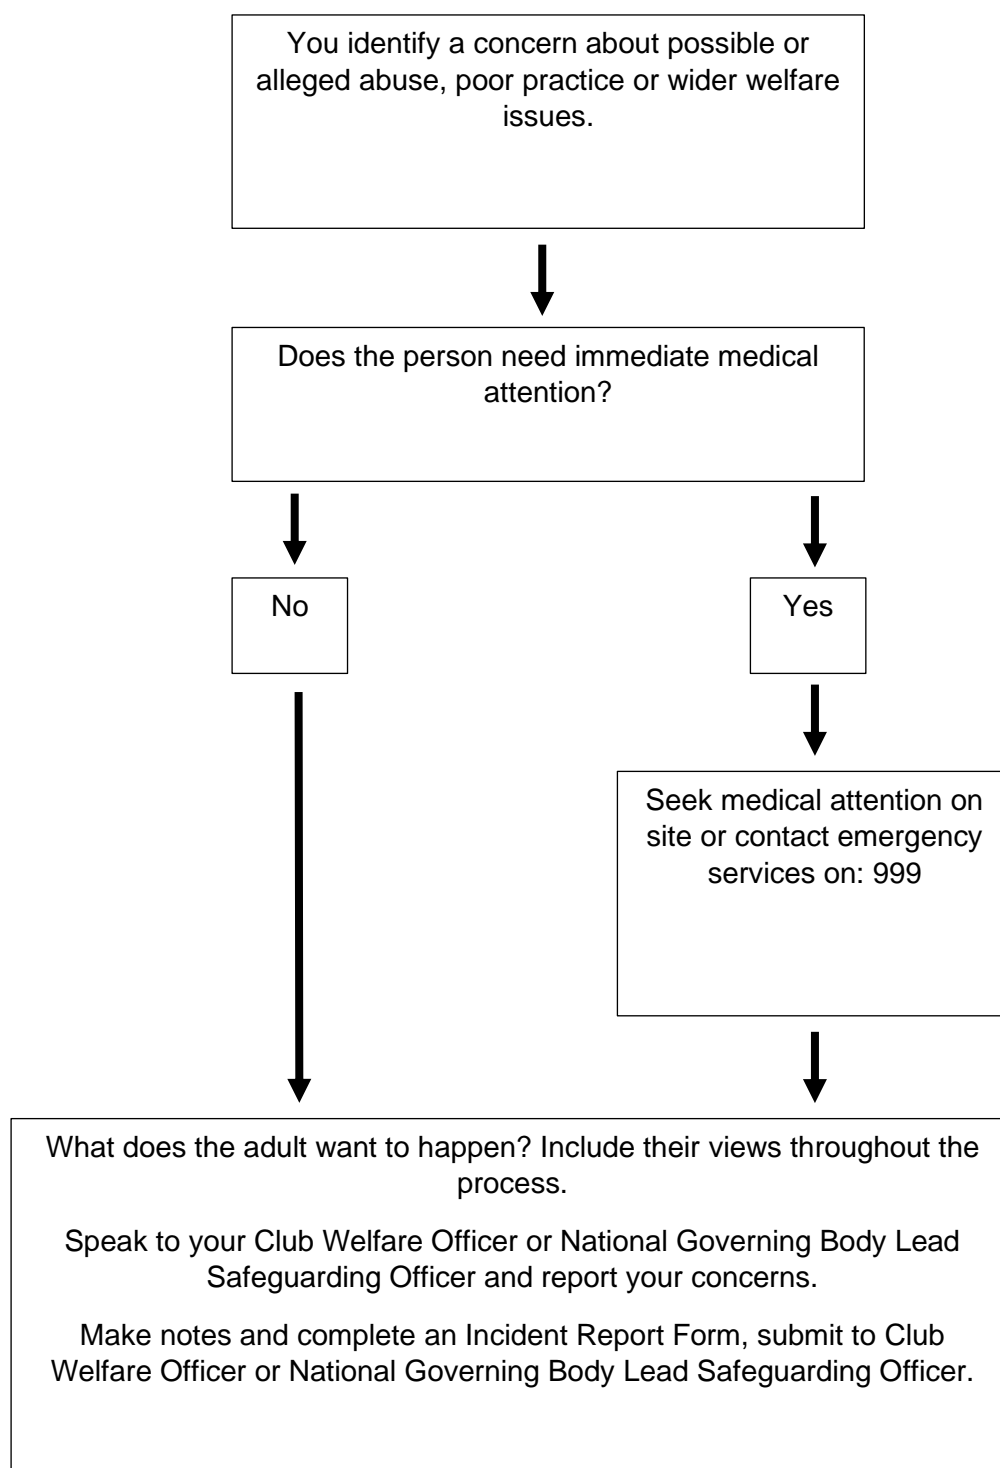 You identify a concern about possible or
alleged abuse, poor practice or wider welfare
issues.
Does the person need immediate medical
attention?
No
Yes
Seek medical attention on
site or contact emergency
services on: 999
What does the adult want to happen? Include their views throughout the
process.
Speak to your Club Welfare Officer or National Governing Body Lead
Safeguarding Officer and report your concerns.
Make notes and complete an Incident Report Form, submit to Club
Welfare Officer or National Governing Body Lead Safeguarding Officer.